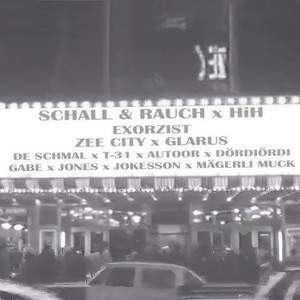 SCHALL & RAUCH x HiH
EXORZIST
ZEE CITY x GLARUS
DE SCHMAL x T-31 x AUTOOR x DÖRDIÖRDI
GABE x JONES x JOKESSON x MÄGERLI MUCK